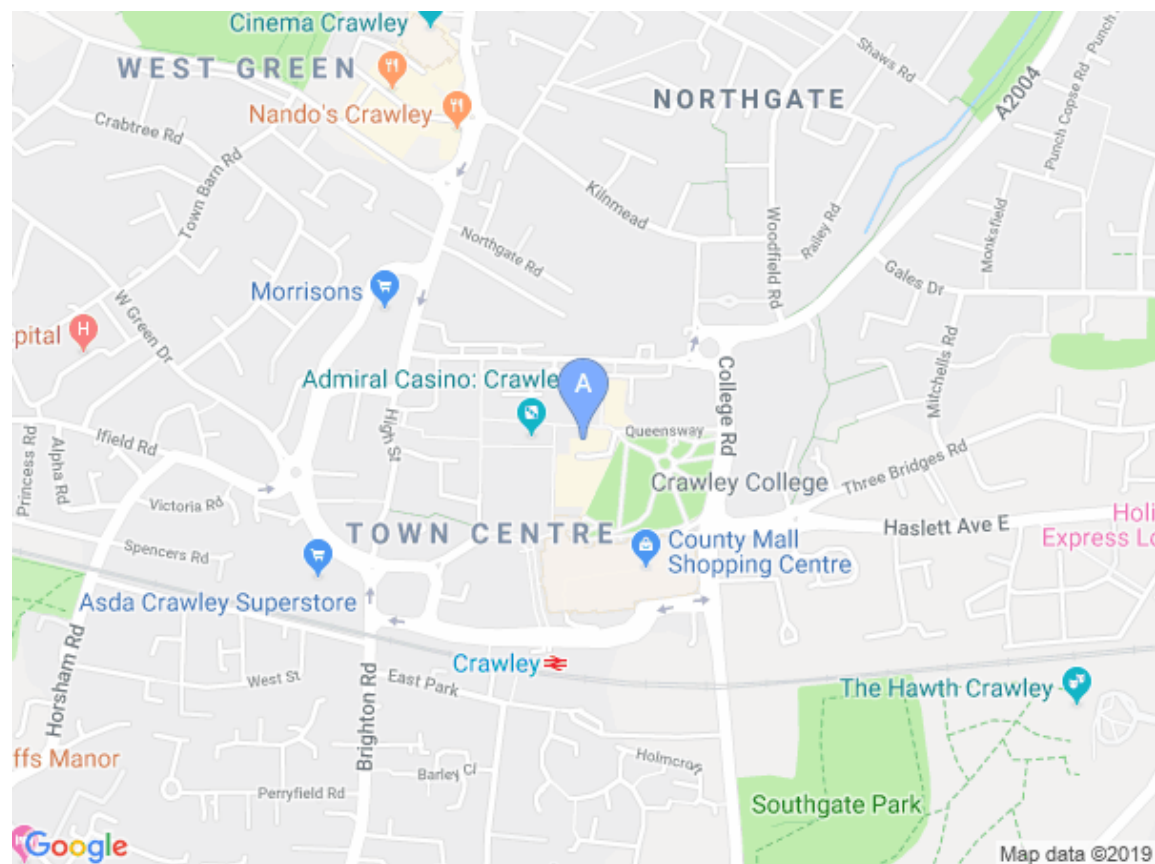 Cinema Crawley
WEST GREEN
Nando's Crawley
NORTHGATE
Shaws Rd
Punch Copse Rd
Punch
A2004
Crabtree Rd
Town Barn Rd
Kilnmead
Northgate Rd
Woodfield Rd
Railey Rd
Monksfield
Gales Dr
Morrisons
W Green Dr
pital
H
Mitchells Rd
Admiral Casino: Crawle
A
College Rd
High St
Queensway
Ifield Rd
Princess Rd
Alpha Rd
Victoria Rd
Crawley College
Three Bridges Rd
Haslett Ave E
Holi
Express Lo
TOWN CENTRE
County Mall
Shopping Centre
Spencers Rd
Asda Crawley Superstore
Horsham Rd
West St
Brighton Rd
East Park
Crawley
The Hawth Crawley
ffs Manor
Barley Cl
Holmcroft
Perryfield Rd
Southgate Park
Google
Map data ©2019